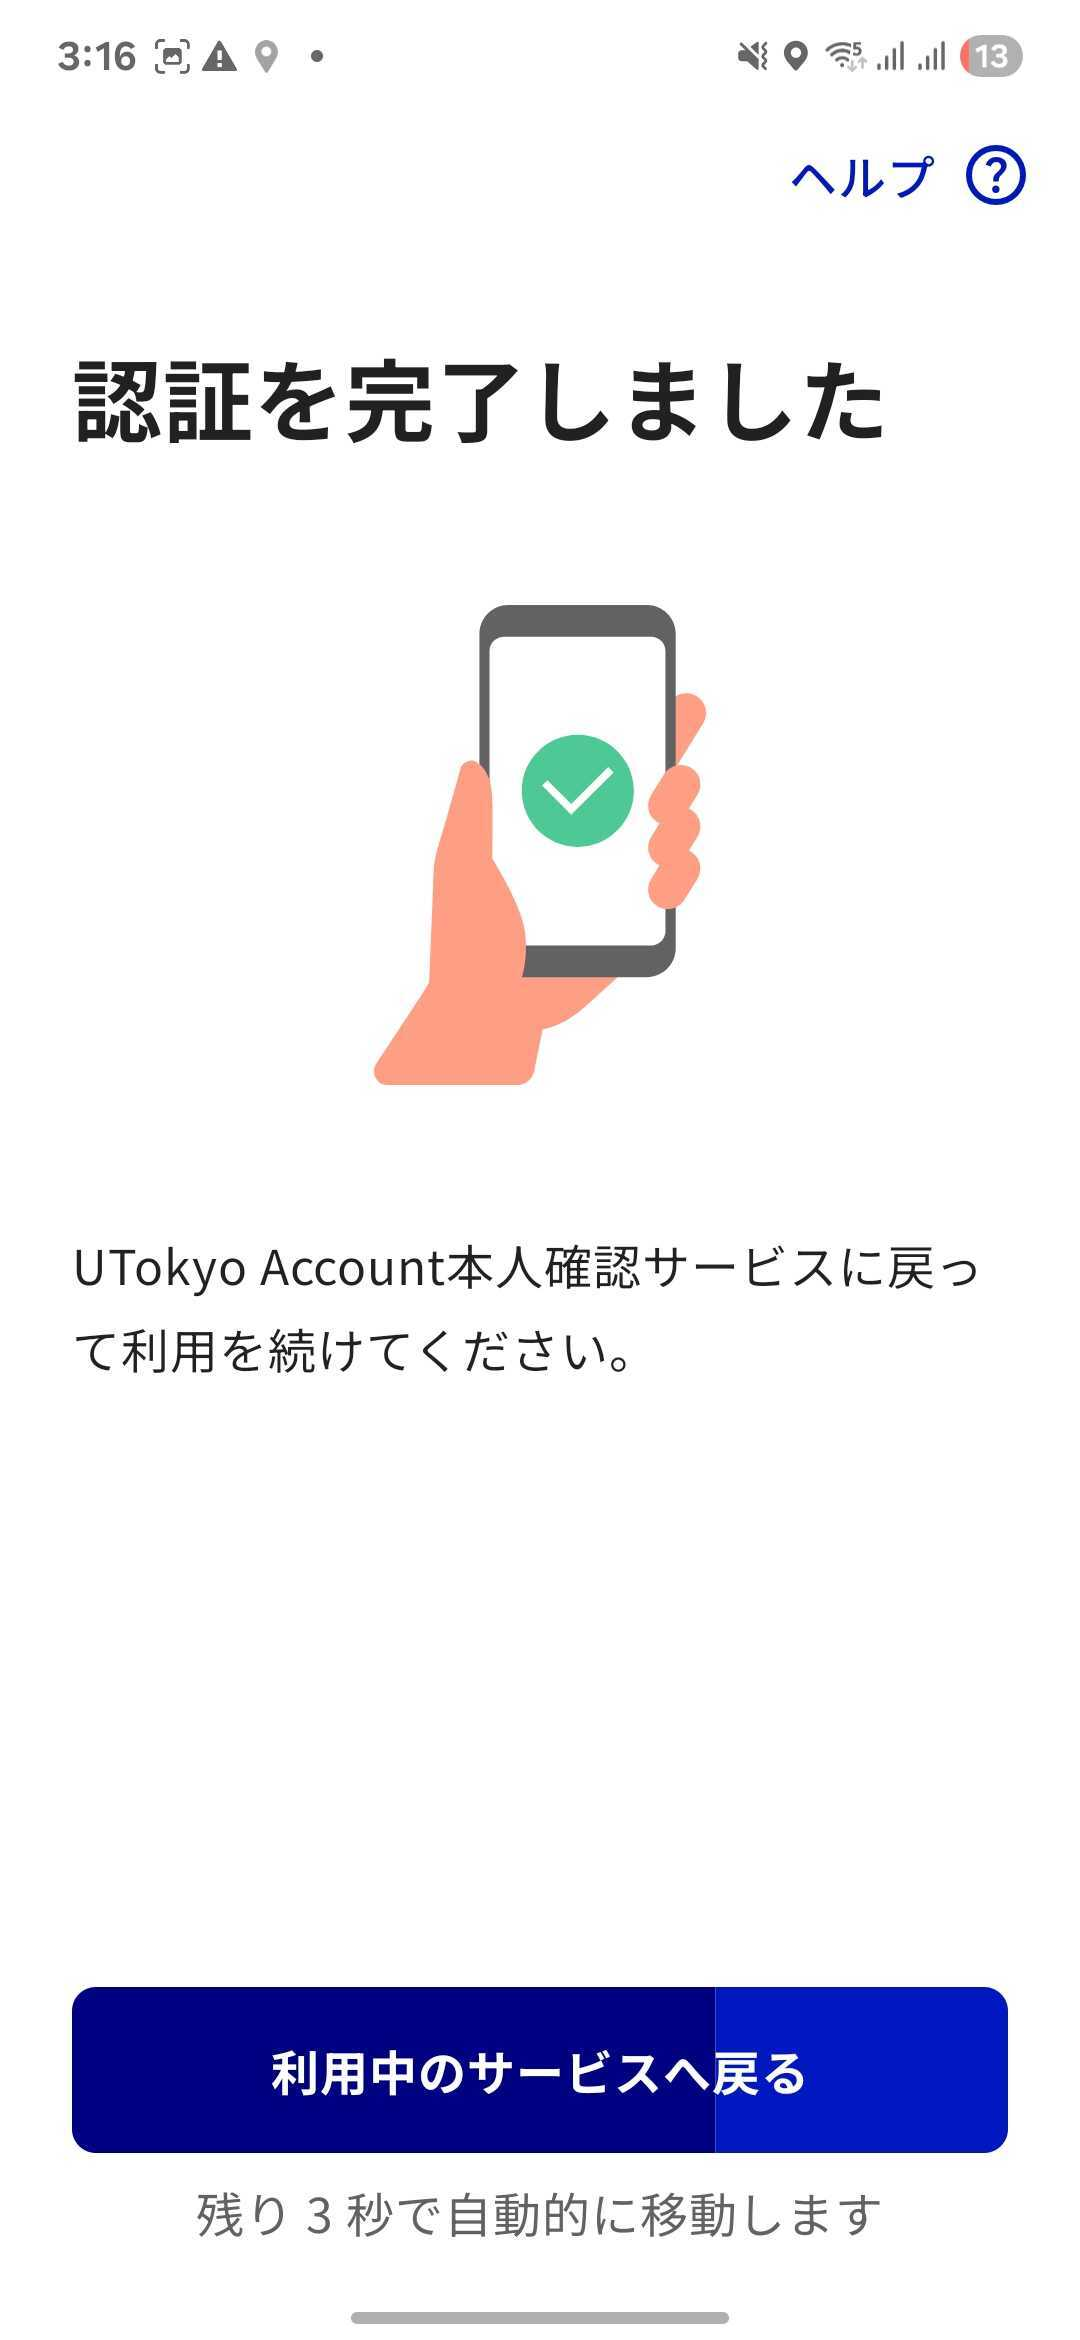 3:16
5
13
ヘルプ ?
認証を完了しました
UTokyo Account本人確認サービスに戻っ
て利用を続けてください。
利用中のサービスへ戻る
残り 3 秒で自動的に移動します